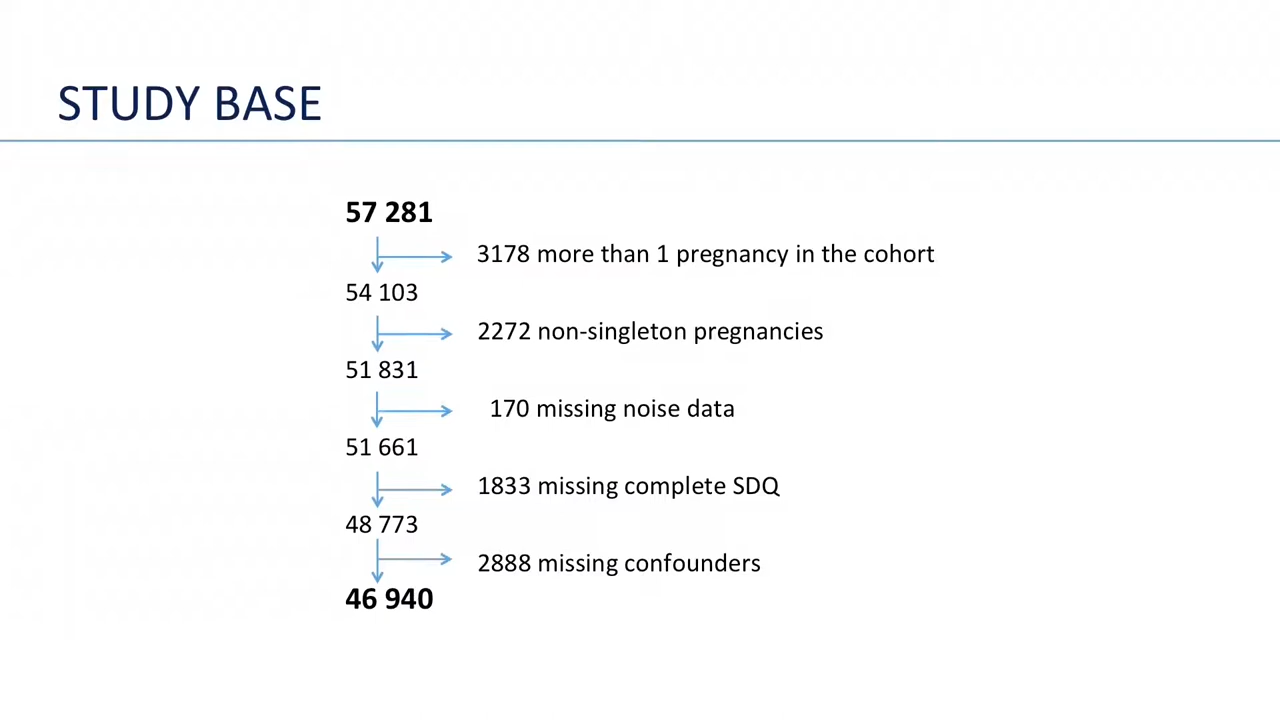 STUDY BASE
57 281
3178 more than 1 pregnancy in the cohort
54 103
2272 non-singleton pregnancies
51 831
170 missing noise data
51 661
1833 missing complete SDQ
48 773
2888 missing confounders
46 940